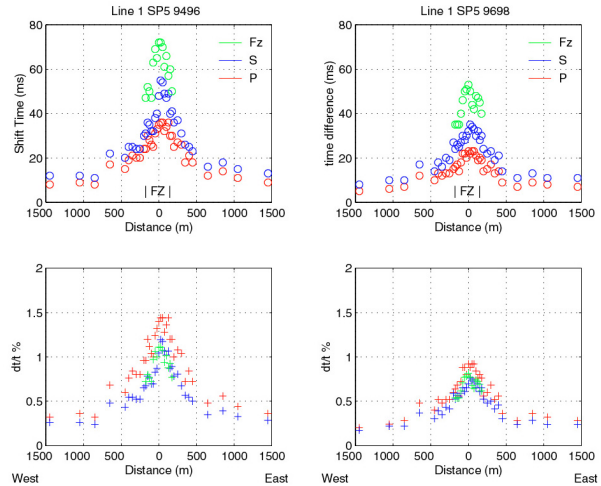 Line 1 SP5 9496
Line 1 SP5 9698
80
60
40
20
0
Shift Time (ms)
Fz
S
P
| FZ |
1500 1000 500 0 500 1000 1500
Distance (m)
80
60
40
20
0
time difference (ms)
Fz
S
P
| FZ |
1500 1000 500 0 500 1000 1500
Distance (m)
2
1.5
1
0.5
0
dt/t %
1500 1000 500 0 500 1000 1500
Distance (m)
West
East
2
1.5
1
0.5
0
dt/t %
1500 1000 500 0 500 1000 1500
Distance (m)
West
East